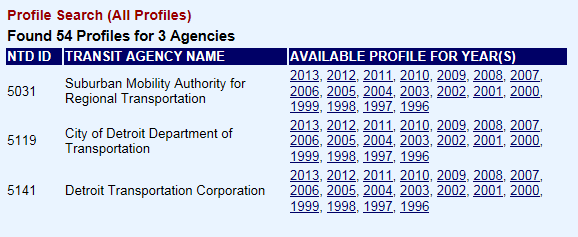 Profile Search (All Profiles)
Found 54 Profiles for 3 Agencies
NTD ID TRANSIT AGENCY NAME AVAILABLE PROFILE FOR YEAR(S)
5031 Suburban Mobility Authority for Regional Transportation
2013, 2012, 2011, 2010, 2009, 2008, 2007,
2006, 2005, 2004, 2003, 2002, 2001, 2000,
1999, 1998, 1997, 1996
5119 City of Detroit Department of Transportation
2013, 2012, 2011, 2010, 2009, 2008, 2007,
2006, 2005, 2004, 2003, 2002, 2001, 2000,
1999, 1998, 1997, 1996
5141 Detroit Transportation Corporation
2013, 2012, 2011, 2010, 2009, 2008, 2007,
2006, 2005, 2004, 2003, 2002, 2001, 2000,
1999, 1998, 1997, 1996